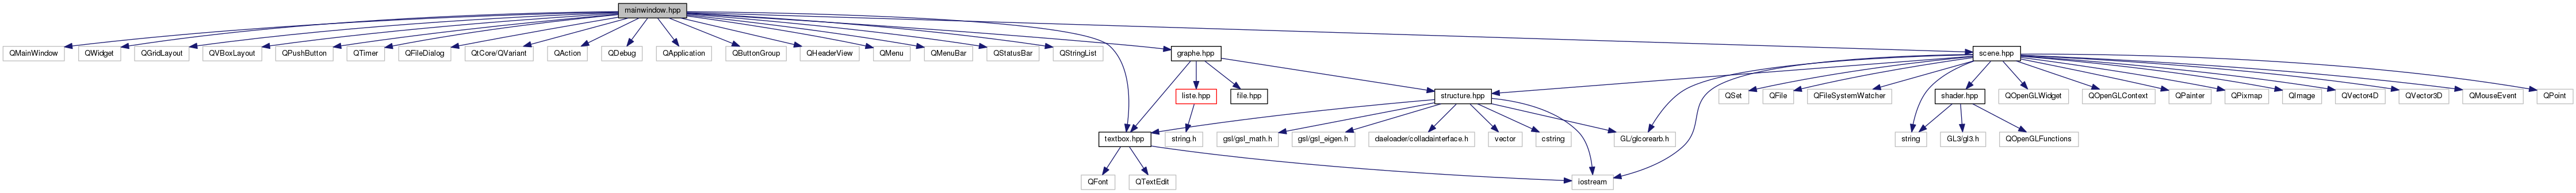 mainwindow.hpp
QMainWindow QWidget QGridLayout QVBoxLayout QPushButton QTimer QFileDialog QtCore/QVariant QAction QDebug QApplication QButtonGroup QHeaderView QMenu QMenuBar QStatusBar QStringList graphe.hpp scene.hpp
liste.hpp file.hpp structure.hpp QSet QFile QFileSystemWatcher shader.hpp QOpenGLWidget QOpenGLContext QPainter QPixmap QImage QVector4D QVector3D QMouseEvent QPoint
textbox.hpp string.h gsl/gsl_math.h gsl/gsl_eigen.h daeloader/colladainterface.h vector cstring GL/glcorearb.h string GL3/gl3.h QOpenGLFunctions
QFont QTextEdit iostream